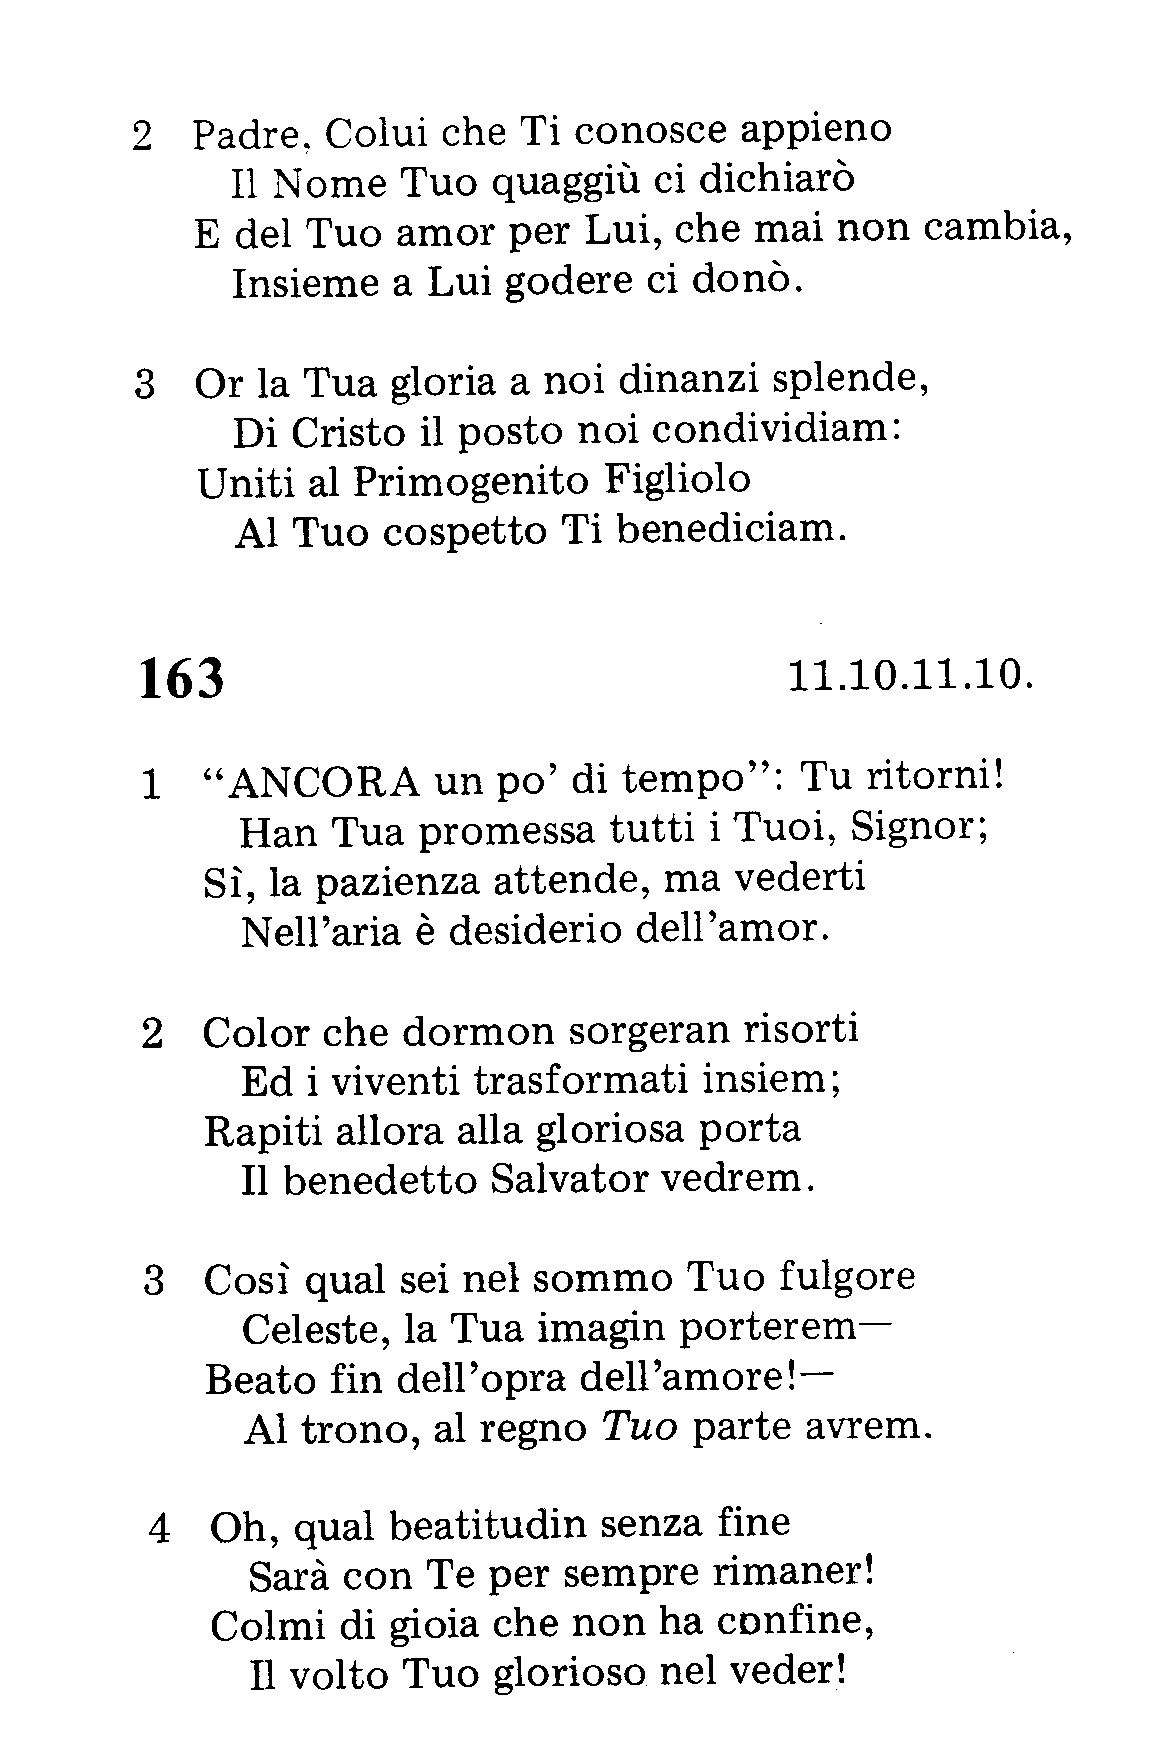 2 Padre, Colui che Ti conosce appieno
Il Nome Tuo quaggiù ci dichiarò
E del Tuo amor per Lui, che mai non cambia,
Insieme a Lui godere ci donò.
3 Or la Tua gloria a noi dinanzi splende,
Di Cristo il posto noi condividiam:
Uniti al Primogenito Figliolo
Al Tuo cospetto Ti benediciam.
163 11.10.11.10.
1 “ANCORA un po’ di tempo”: Tu ritorni!
Han Tua promessa tutti i Tuoi, Signor;
Sì, la pazienza attende, ma vederti
Nell’aria è desiderio dell’amor.
2 Color che dormon sorgeran risorti
Ed i viventi trasformati insiem;
Rapiti allora alla gloriosa porta
Il benedetto Salvator vedrem.
3 Così qual sei nel sommo Tuo fulgore
Celeste, la Tua imagin porterem—
Beato fin dell’opra dell’amore!—
Al trono, al regno Tuo parte avrem.
4 Oh, qual beatitudin senza fine
Sarà con Te per sempre rimaner!
Colmi di gioia che non ha confine,
Il volto Tuo glorioso nel veder!